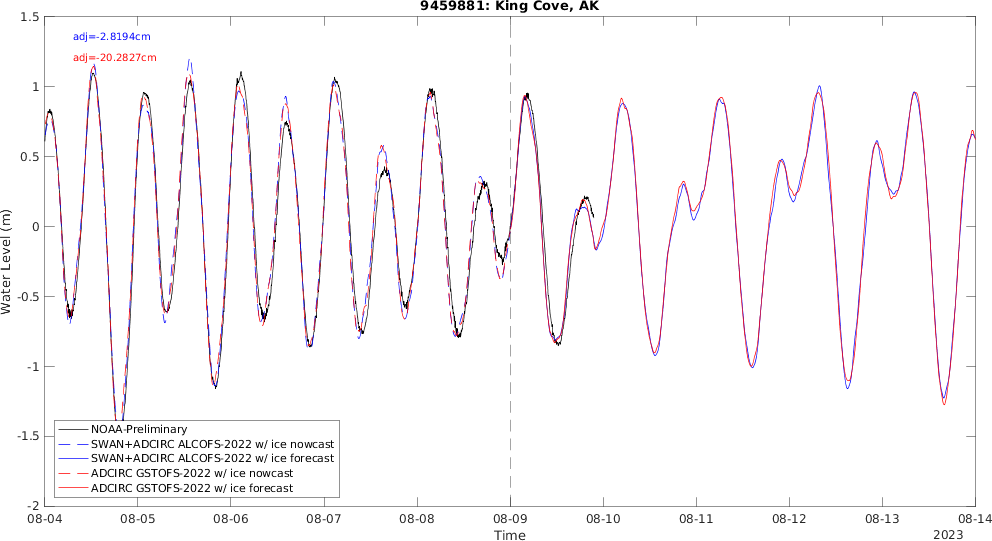 9459881: King Cove, AK
adj=-2.8194cm
adj=-20.2827cm
1.5
1
0.5
0
-0.5
-1
-1.5
-2
Water Level (m)
NOAA-Preliminary
SWAN+ADCIRC ALCOFS-2022 w/ ice nowcast
SWAN+ADCIRC ALCOFS-2022 w/ ice forecast
ADCIRC GSTOFS-2022 w/ ice nowcast
ADCIRC GSTOFS-2022 w/ ice forecast
08-04 08-05 08-06 08-07 08-08 08-09 08-10 08-11 08-12 08-13 08-14
Time
2023